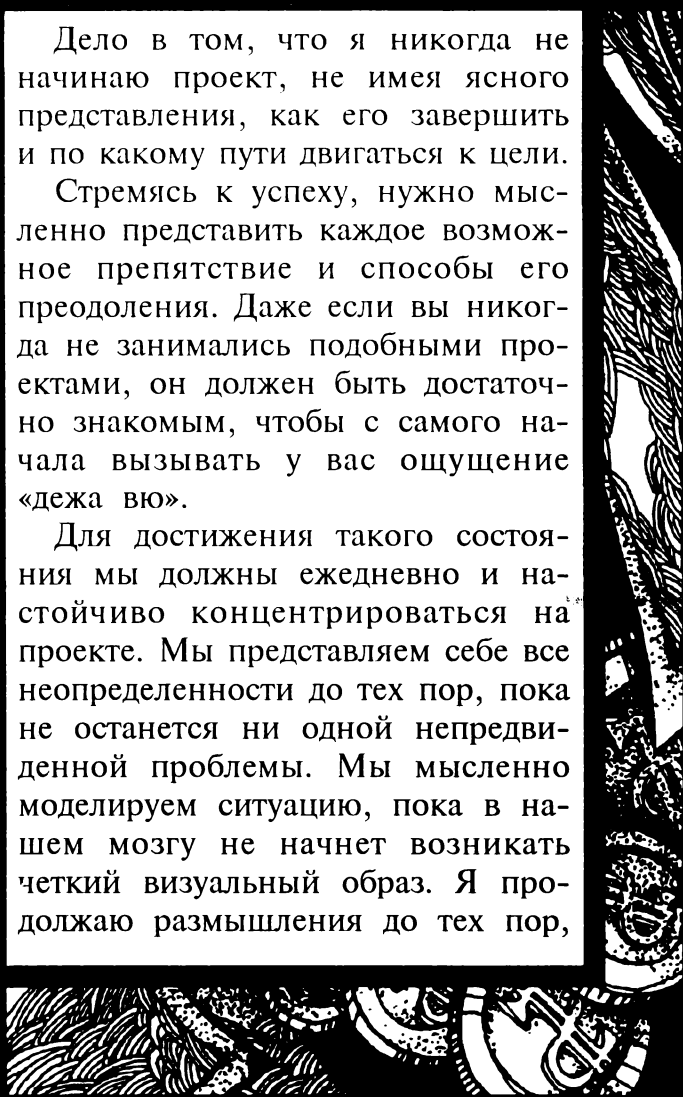 Дело в том, что я никогда не
начинаю проект, не имея ясного
представления, как его завершить
и по какому пути двигаться к цели.
Стремясь к успеху, нужно мыс-
ленно представить каждое возмож-
ное препятствие и способы его
преодоления. Даже если вы никог-
да не занимались подобными про-
ектами, он должен быть достаточ-
но знакомым, чтобы с самого на-
чала вызывать у вас ощущение
«дежа вю».
Для достижения такого состоя-
ния мы должны ежедневно и на-
стойчиво концентрироваться на
проекте. Мы представляем себе все
неопределенности до тех пор, пока
не останется ни одной непредви-
денной проблемы. Мы мысленно
моделируем ситуацию, пока в на-
шем мозгу не начнет возникать
четкий визуальный образ. Я про-
должаю размышления до тех пор,